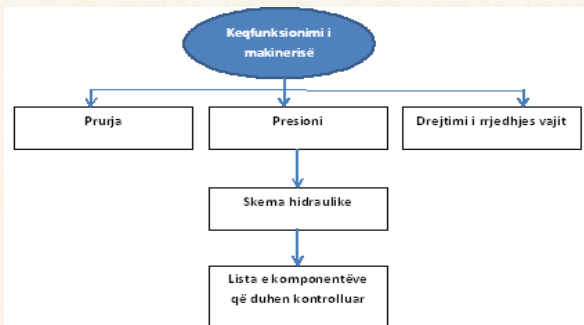 Keqfunksionimi i
makinerisë
Prurja
Presioni
Drejtimi i rrjedhjes vajit
Skema hidraulike
Lista e komponentëve
që duhen kontrolluar